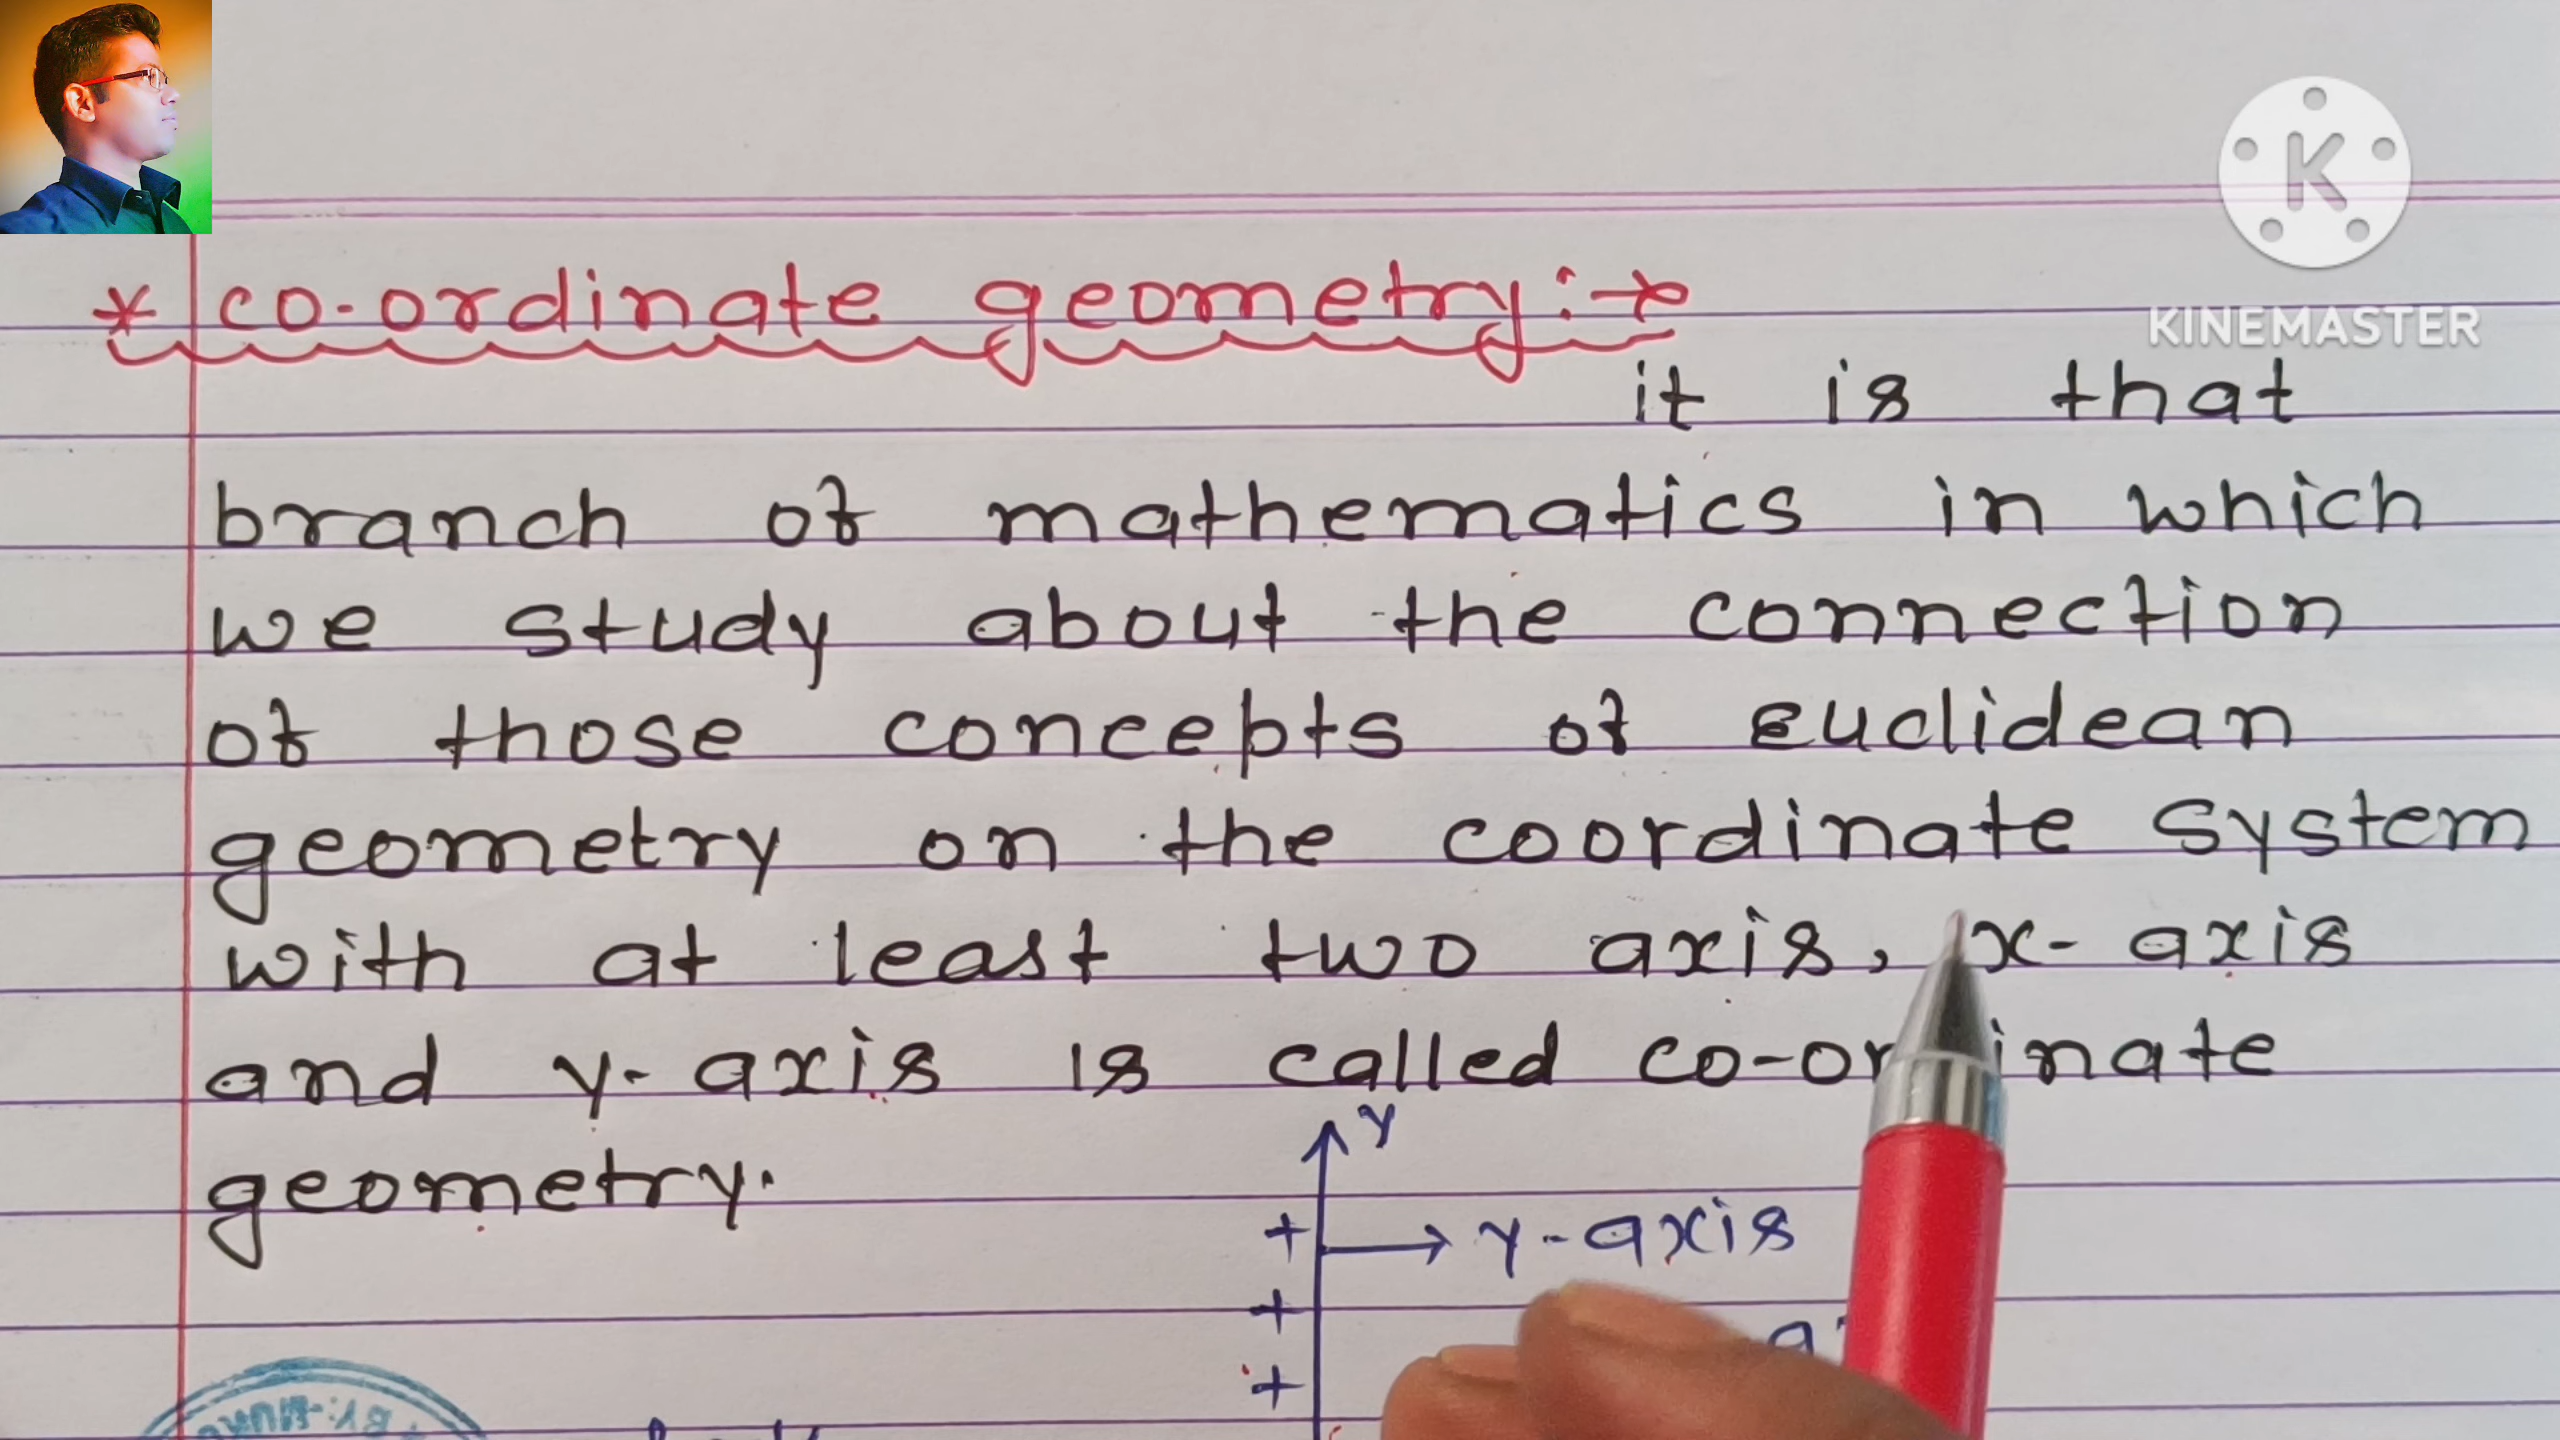 * co-ordinate geometry:→
KINEMASTER
it is that
branch of mathematics in which
we study about the connection
of those concepts of euclidean
geometry on the coordinate system
with at least two axis, x-axis
and y-axis is called co-ordinate
geometry.
y
+ → y-axis
+
+